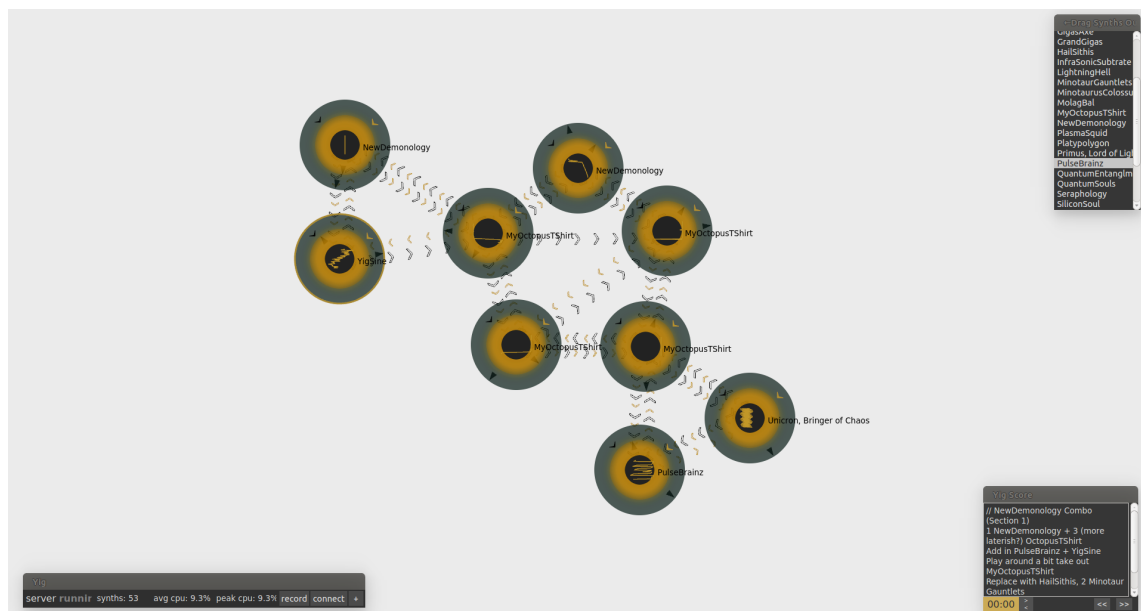 - Drag Synths O
GigasAxe
GrandGigas
HailSithis
InfraSonicSubtrate
LightningHell
MinotaurGauntlets
MinotaurusColossu
MolagBal
MyOctopusTShirt
NewDemonology
PlasmaSquid
Platypolygon
Primus, Lord of Ligh
PulseBrainz
QuantumEntanglm
QuantumSouls
Seraphology
SiliconSoul
NewDemonology
NewDemonology
MyOctopusTShirt
MyOctopusTShirt
YigSine
MyOctopusTShirt
MyOctopusTShirt
Unicron, Bringer of Chaos
PulseBrainz
Yig Score
// NewDemonology Combo
(Section 1)
1 NewDemonology + 3 (more
laterish?) OctopusTShirt
Add in PulseBrainz + YigSine
Play around a bit take out
MyOctopusTShirt
Replace with HailSithis, 2 Minotaur
Gauntlets
00:00 > < << >>
Yig
server runnir synths: 53 avg cpu: 9.3% peak cpu: 9.3% record connect +